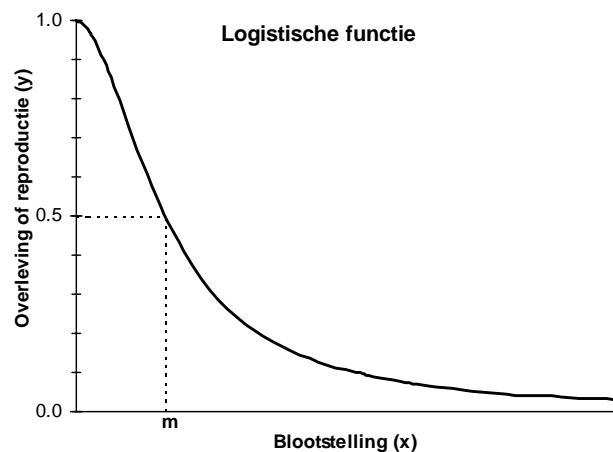 Logistische functie
1.0
0.5
0.0
Overleving of reproductie (y)
m
Blootstelling (x)